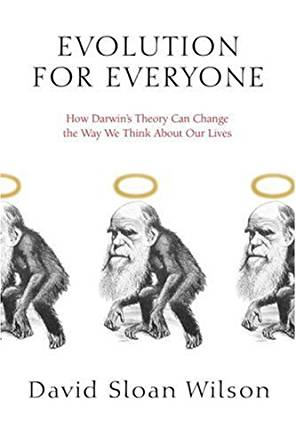 EVOLUTION
FOR EVERYONE
How Darwin's Theory Can Change
the Way We Think About Our Lives
David Sloan Wilson